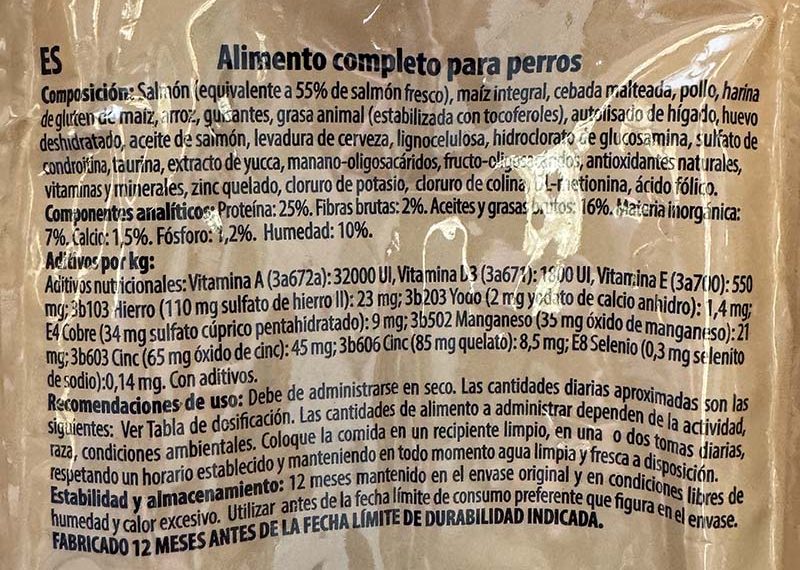 ES
Alimento completo para perros
Composición: Salmón (equivalente a 55% de salmón fresco), maíz integral, cebada malteada, pollo, harina
de gluten de maíz, arroz, guisantes, grasa animal (estabilizada con tocoferoles), autolisado de hígado, huevo
deshidratado, aceite de salmón, levadura de cerveza, lignocelulosa, hidroclorato de glucosamina, sulfato de
condroitina, taurina, extracto de yucca, manano-oligosacáridos, fructo-oligosacáridos, antioxidantes naturales,
vitaminas y minerales, zinc quelado, cloruro de potasio, cloruro de colina, DL-metionina, ácido fólico.
Componentes analíticos: Proteína: 25%. Fibras brutas: 2%. Aceites y grasas brutos: 16%. Materia inorgánica:
7%. Calcio: 1,5%. Fósforo: 1,2%. Humedad: 10%.
Aditivos por kg:
Aditivos nutricionales: Vitamina A (3a672a): 32000 UI, Vitamina D3 (3a671): 1800 UI, Vitamina E (3a700): 550
mg; 3b103 Hierro (110 mg sulfato de hierro II): 23 mg; 3b203 Yodo (2 mg yodato de calcio anhidro): 1,4 mg;
E4 Cobre (34 mg sulfato cúprico pentahidratado): 9 mg; 3b502 Manganeso (35 mg óxido de manganeso): 21
mg; 3b603 Cinc (65 mg óxido de cinc): 45 mg; 3b606 Cinc (85 mg quelato): 8,5 mg; E8 Selenio (0,3 mg selenito
de sodio):0,14 mg. Con aditivos.
Recomendaciones de uso: Debe de administrarse en seco. Las cantidades diarias aproximadas son las
siguientes: Ver Tabla de dosificación. Las cantidades de alimento a administrar dependen de la actividad,
raza, condiciones ambientales. Coloque la comida en un recipiente limpio, en una o dos tomas diarias,
respetando un horario establecido y manteniendo en todo momento agua limpia y fresca a disposición.
Estabilidad y almacenamiento: 12 meses mantenido en el envase original y en condiciones libres de
humedad y calor excesivo. Utilizar antes de la fecha límite de consumo preferente que figura en el envase.
FABRICADO 12 MESES ANTES DE LA FECHA LÍMITE DE DURABILIDAD INDICADA.